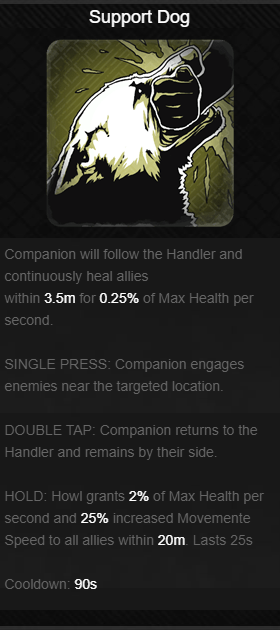 Support Dog
Companion will follow the Handler and
continuously heal allies
within 3.5m for 0.25% of Max Health per
second.
SINGLE PRESS: Companion engages
enemies near the targeted location.
DOUBLE TAP: Companion returns to the
Handler and remains by their side.
HOLD: Howl grants 2% of Max Health per
second and 25% increased Movemente
Speed to all allies within 20m. Lasts 25s
Cooldown: 90s